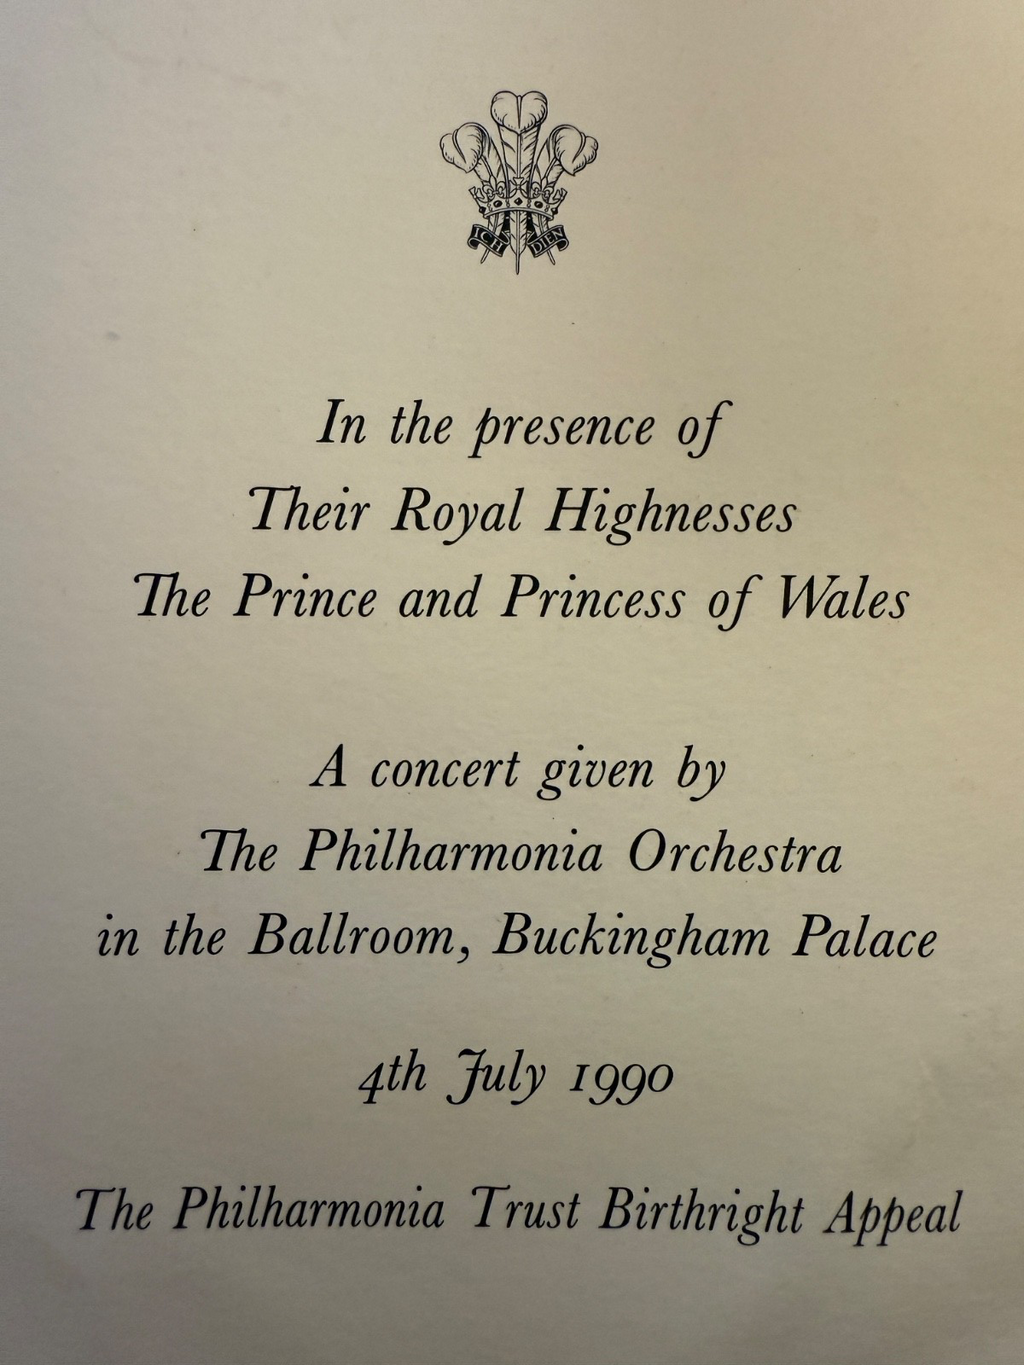 ICH DIEN
In the presence of
Their Royal Highnesses
The Prince and Princess of Wales
A concert given by
The Philharmonia Orchestra
in the Ballroom, Buckingham Palace
4th July 1990
The Philharmonia Trust Birthright Appeal